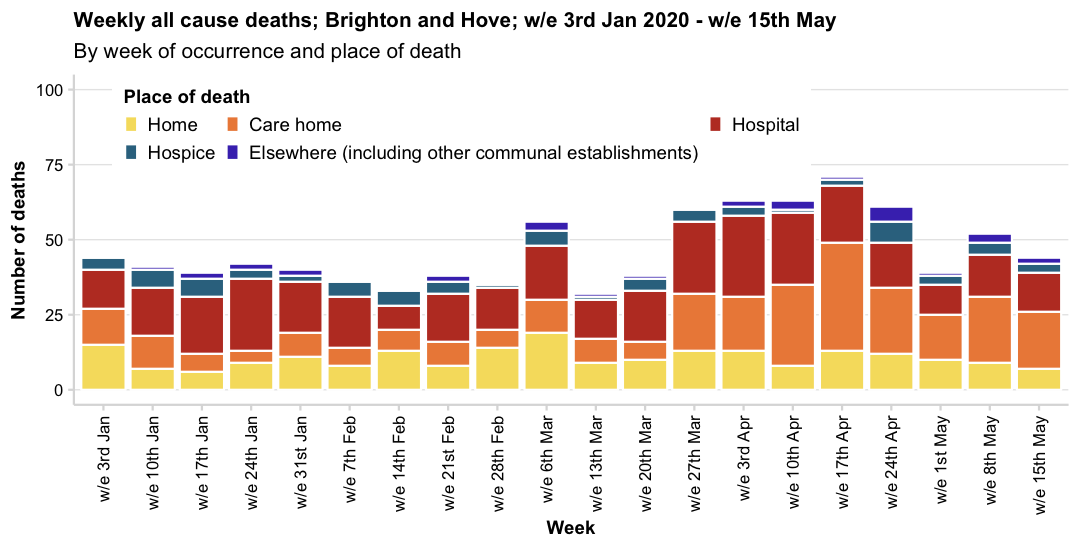 Weekly all cause deaths; Brighton and Hove; w/e 3rd Jan 2020 - w/e 15th May
By week of occurrence and place of death
Number of deaths
100
75
50
25
0
Place of death
Home
Care home
Hospital
Hospice
Elsewhere (including other communal establishments)
w/e 3rd Jan
w/e 10th Jan
w/e 17th Jan
w/e 24th Jan
w/e 31st Jan
w/e 7th Feb
w/e 14th Feb
w/e 21st Feb
w/e 28th Feb
w/e 6th Mar
w/e 13th Mar
w/e 20th Mar
w/e 27th Mar
w/e 3rd Apr
w/e 10th Apr
w/e 17th Apr
w/e 24th Apr
w/e 1st May
w/e 8th May
w/e 15th May
Week